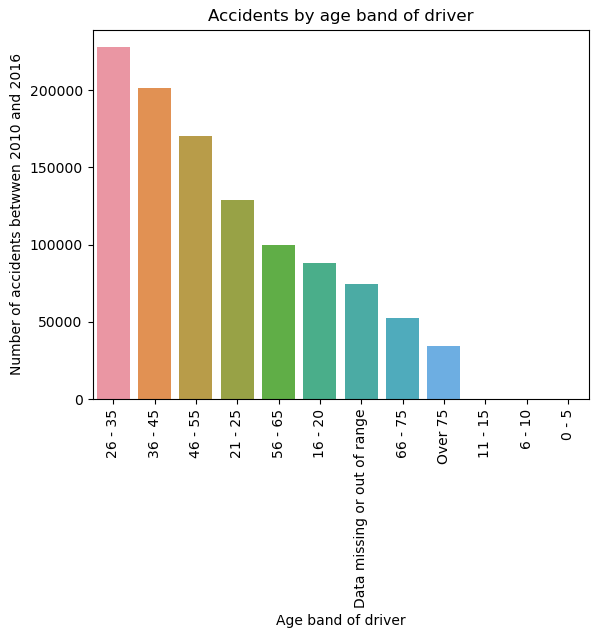 Accidents by age band of driver
Number of accidents betwwen 2010 and 2016
200000
150000
100000
50000
0
26 - 35
36 - 45
46 - 55
21 - 25
56 - 65
16 - 20
Data missing or out of range
66 - 75
Over 75
11 - 15
6 - 10
0 - 5
Age band of driver